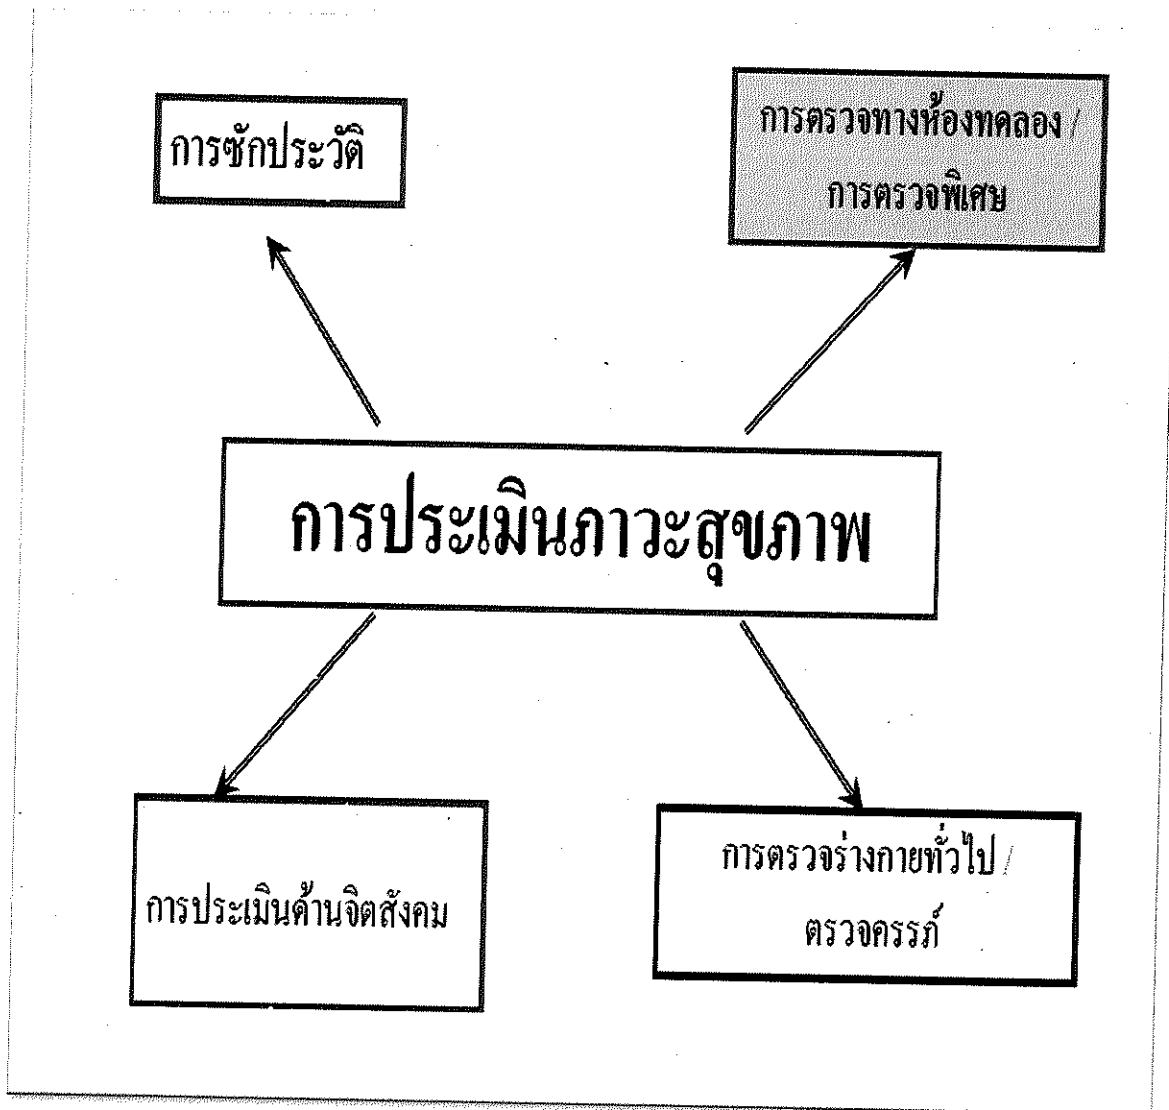 การซักประวัติ
การตรวจทางห้องทดลอง /
การตรวจพิเศษ
การประเมินภาวะสุขภาพ
การประเมินด้านจิตสังคม
การตรวจร่างกายทั่วไป /
ตรวจครรภ์